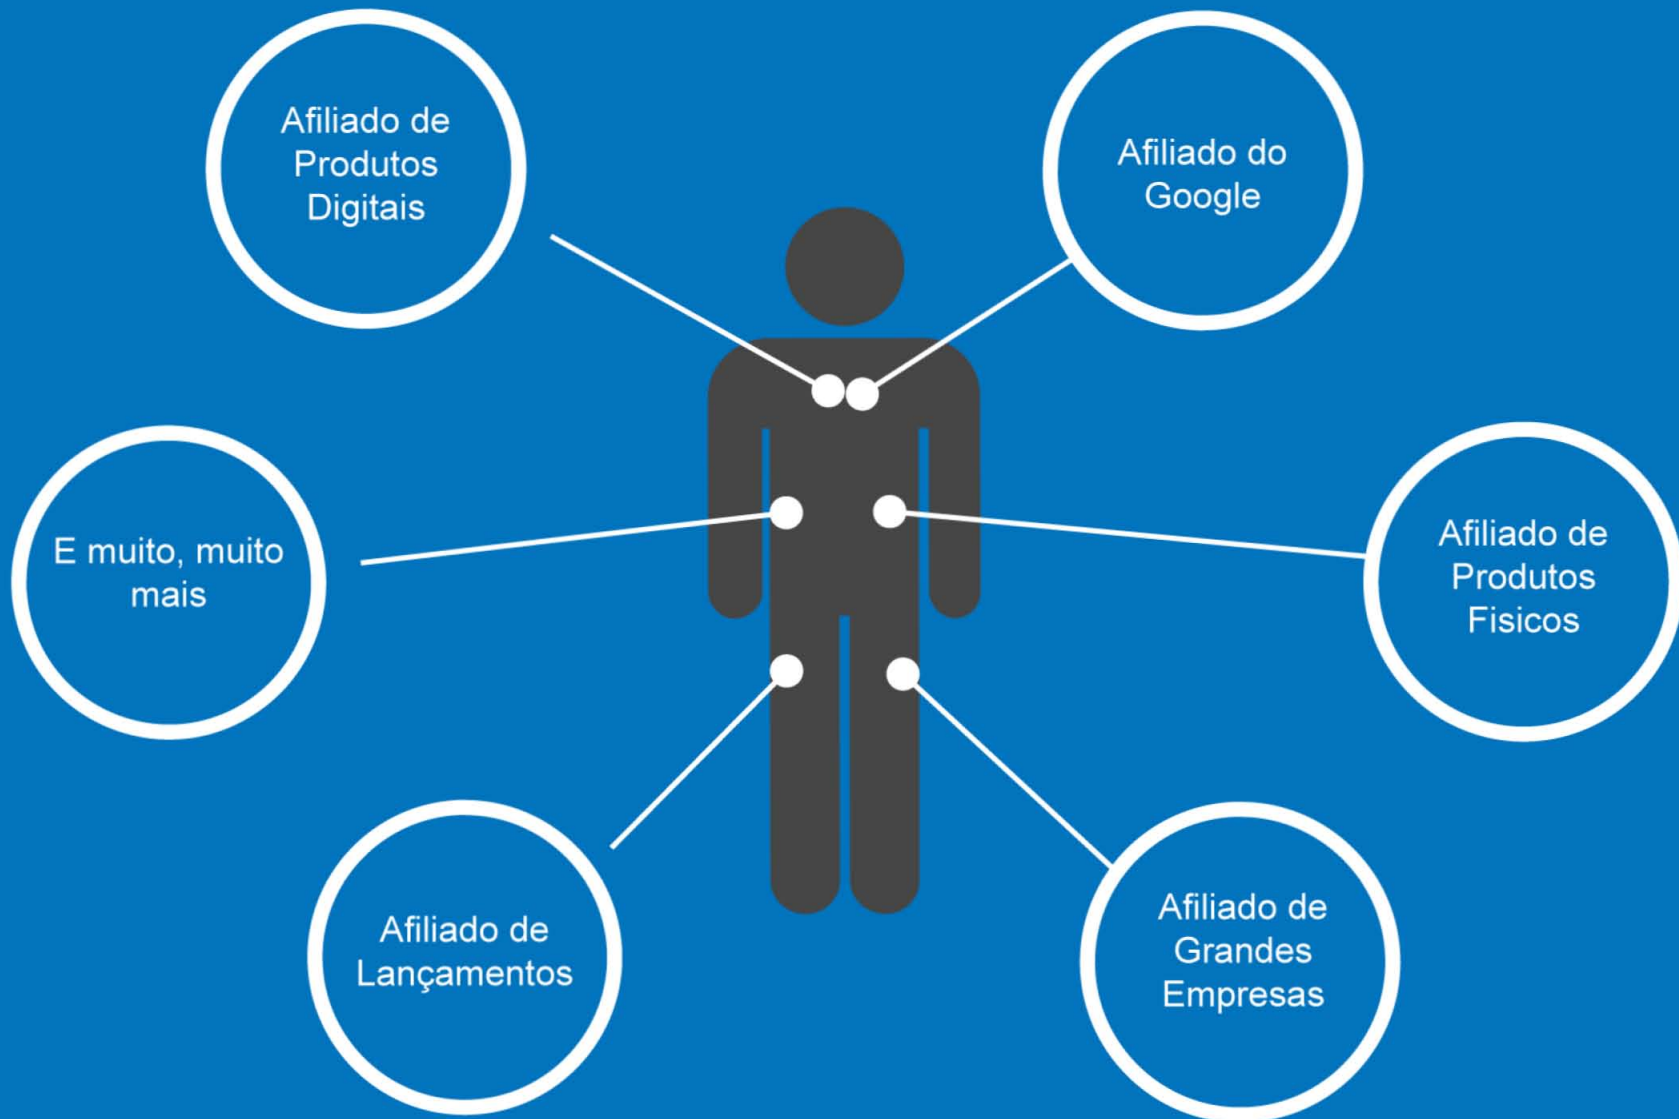 Afiliado de
Produtos
Digitais
Afiliado do
Google
E muito, muito
mais
Afiliado de
Produtos
Fisicos
Afiliado de
Lançamentos
Afiliado de
Grandes
Empresas